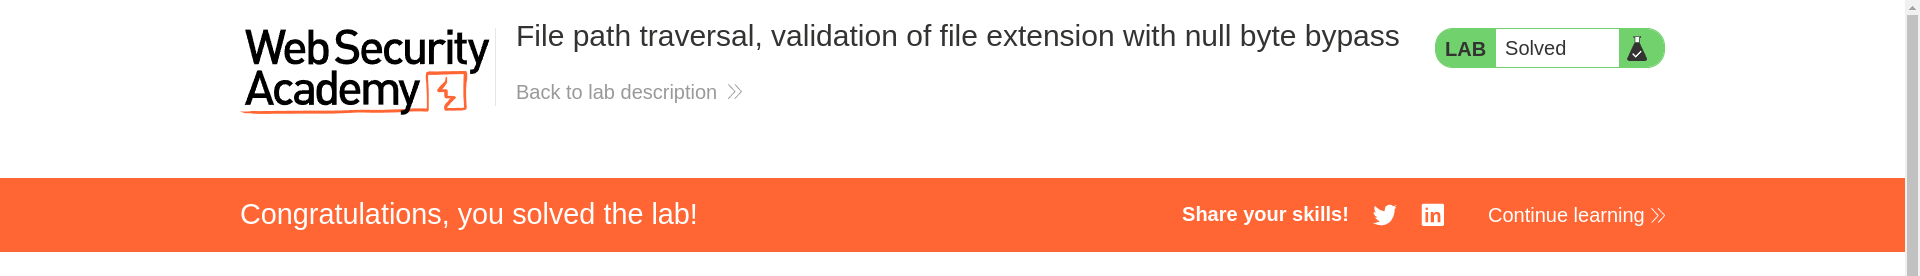 Web Security
Academy
File path traversal, validation of file extension with null byte bypass
Back to lab description
LAB Solved
Congratulations, you solved the lab!
Share your skills!
Continue learning